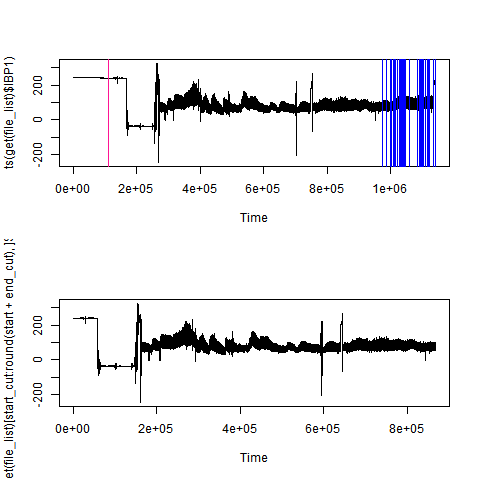 ts(get(file_list)$IBP1)
200
0
-200
0e+00
2e+05
4e+05
6e+05
8e+05
1e+06
Time
et(file_list)[start_cut:round(start + end_cut), ]$
200
0
-200
0e+00
2e+05
4e+05
6e+05
8e+05
Time